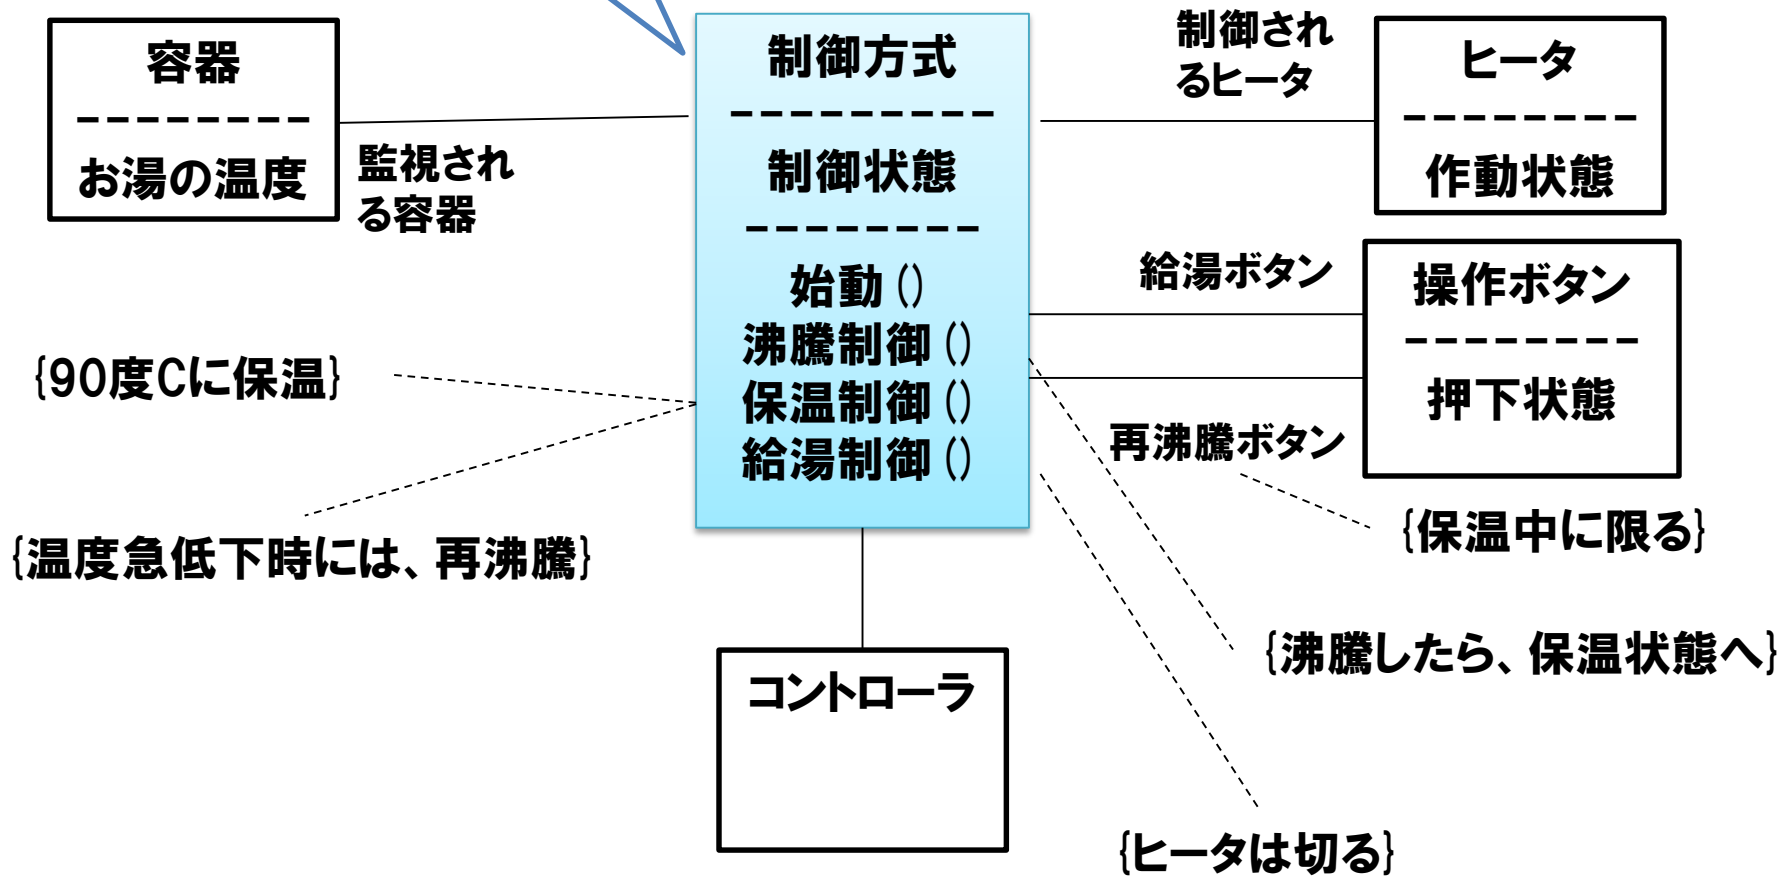 容器
お湯の温度
監視され
る容器
制御方式
制御状態
始動()
沸騰制御()
保温制御()
給湯制御()
制御され
るヒータ
ヒータ
作動状態
給湯ボタン
操作ボタン
押下状態
再沸騰ボタン
{90度Cに保温}
{温度急低下時には、再沸騰}
{保温中に限る}
{沸騰したら、保温状態へ}
コントローラ
{ヒータは切る}